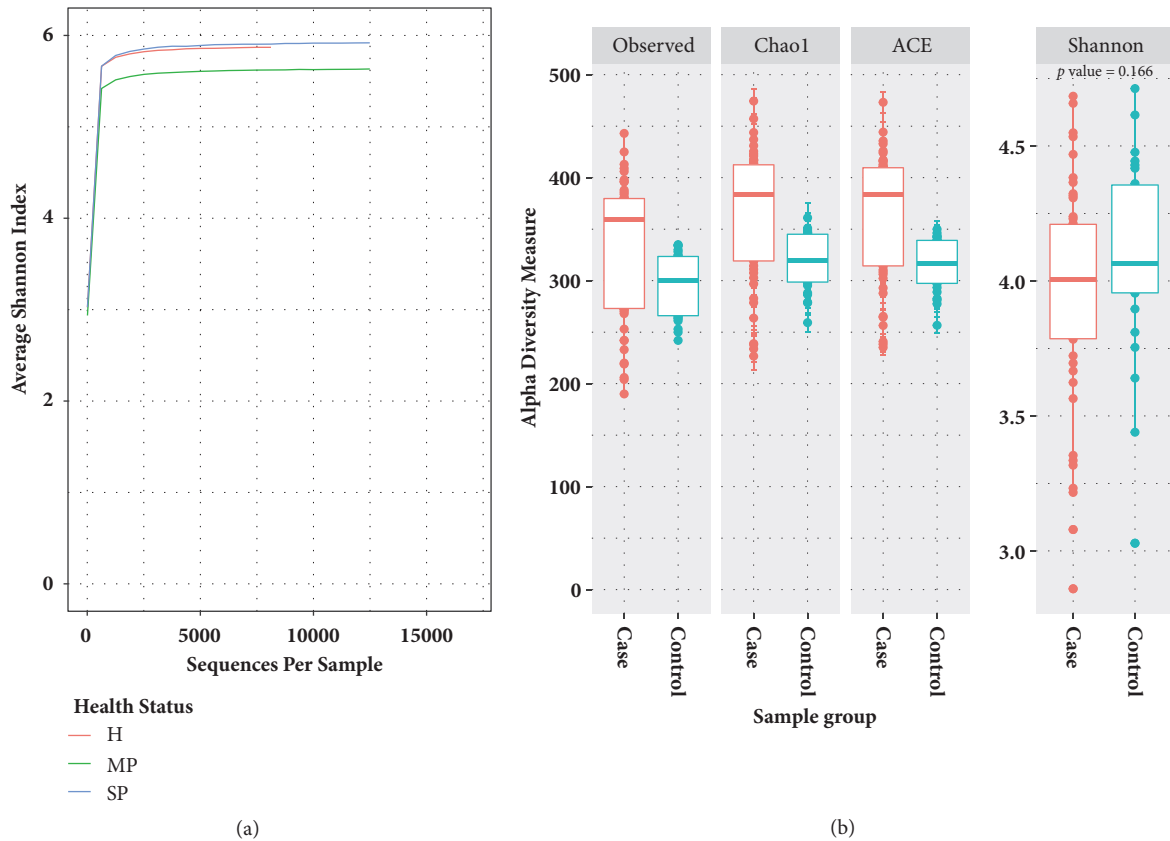 6
4
2
0
Average Shannon Index
0
5000
10000
15000
Sequences Per Sample
Health Status
H
MP
SP
(a)
Observed
Chao1
ACE
Shannon
p value = 0.166
500
400
300
200
100
0
Alpha Diversity Measure
4.5
4.0
3.5
3.0
Case
Control
Case
Control
Case
Control
Case
Control
Sample group
(b)